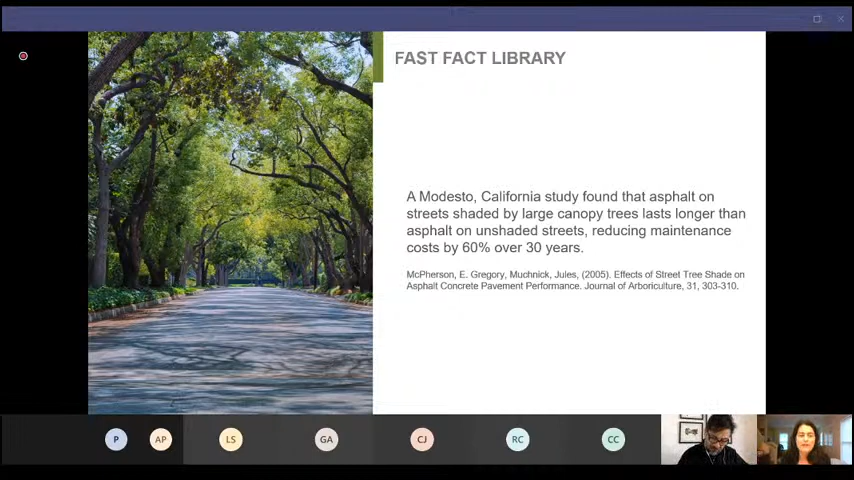 FAST FACT LIBRARY
A Modesto, California study found that asphalt on
streets shaded by large canopy trees lasts longer than
asphalt on unshaded streets, reducing maintenance
costs by 60% over 30 years.
McPherson, E. Gregory, Muchnick, Jules, (2005). Effects of Street Tree Shade on
Asphalt Concrete Pavement Performance. Journal of Arboriculture, 31, 303-310.
P AP LS GA CJ RC CC